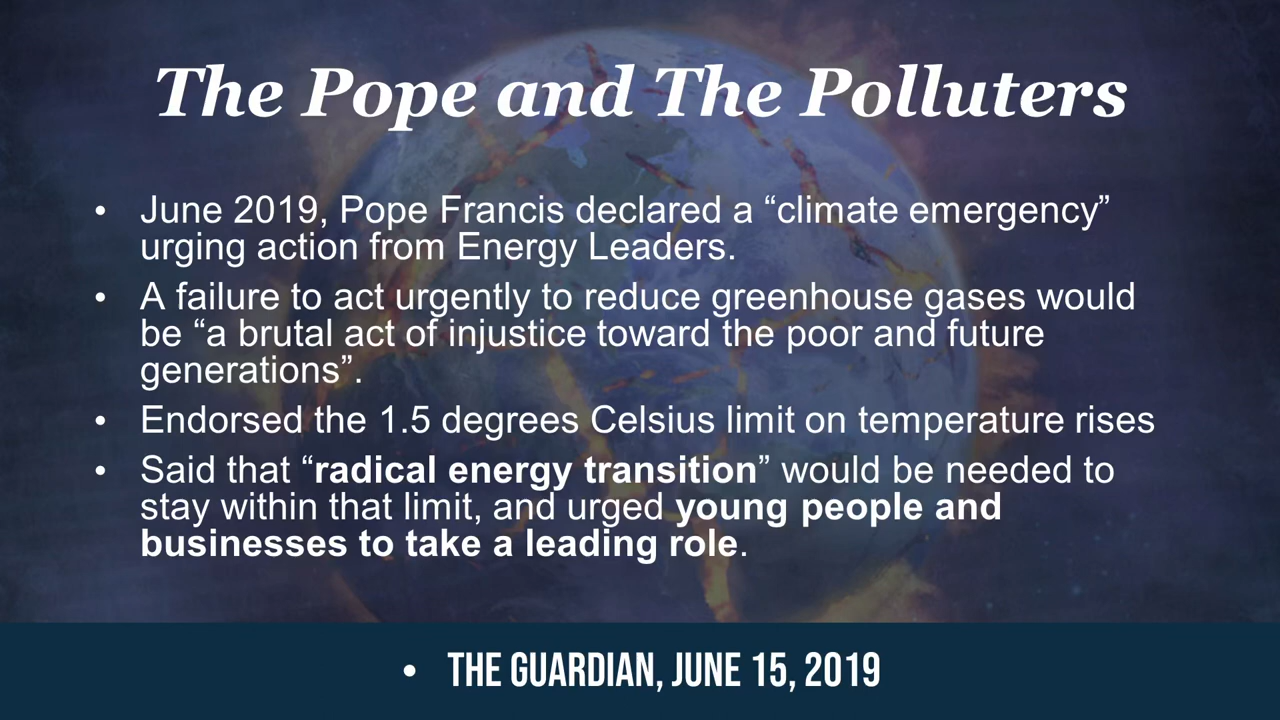 The Pope and The Polluters
• June 2019, Pope Francis declared a “climate emergency”
urging action from Energy Leaders.
• A failure to act urgently to reduce greenhouse gases would
be “a brutal act of injustice toward the poor and future
generations”.
• Endorsed the 1.5 degrees Celsius limit on temperature rises
• Said that “radical energy transition” would be needed to
stay within that limit, and urged young people and
businesses to take a leading role.
• THE GUARDIAN, JUNE 15, 2019